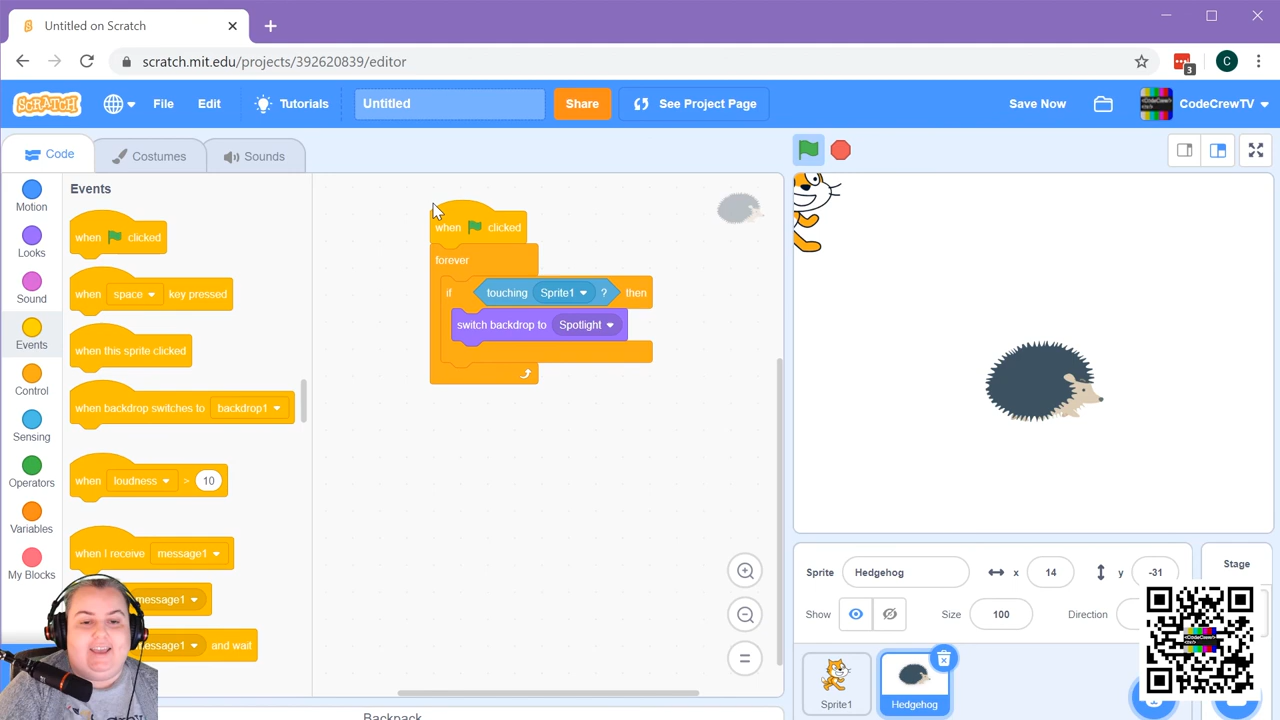 Untitled on Scratch
scratch.mit.edu/projects/392620839/editor
C
3
SCRATCH
File
Edit
Tutorials
Untitled
Share
See Project Page
Save Now
CodeCrewTV
Code
Costumes
Sounds
Motion
Looks
Sound
Events
Control
Sensing
Operators
Variables
My Blocks
Events
when clicked
when space key pressed
when this sprite clicked
when backdrop switches to backdrop1
when loudness > 10
when I receive message1
message1
message1 and wait
when clicked
forever
if touching Sprite1 ? then
switch backdrop to Spotlight
Backpack
Sprite Hedgehog x 14 y -31
Show Size 100 Direction
Sprite1
Hedgehog
Stage